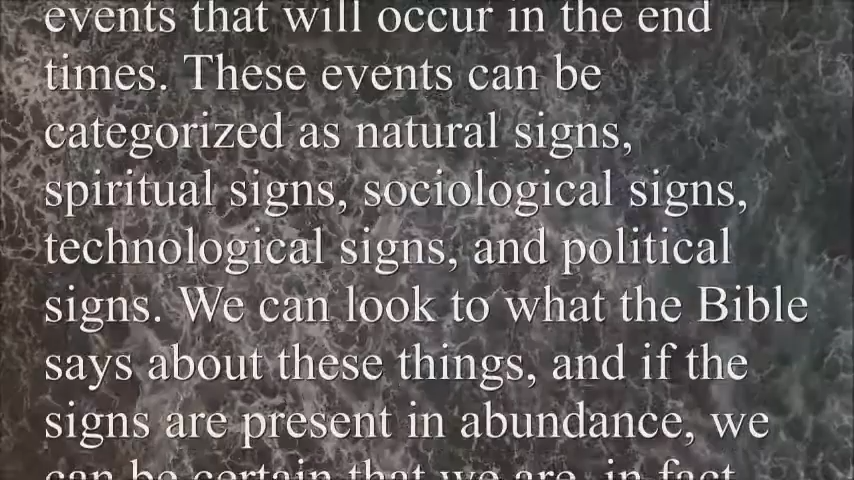 events that will occur in the end
times. These events can be
categorized as natural signs,
spiritual signs, sociological signs,
technological signs, and political
signs. We can look to what the Bible
says about these things, and if the
signs are present in abundance, we
can be certain that we are, in fact,